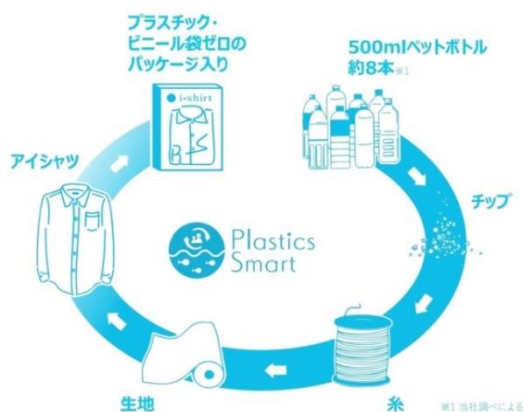 プラスチック・
ビニール袋ゼロの
パッケージ入り
500mlペットボトル
約8本※1
i-shirt
アイシャツ
チップ
Plastics
Smart
生地
糸
※1 当社調べによる